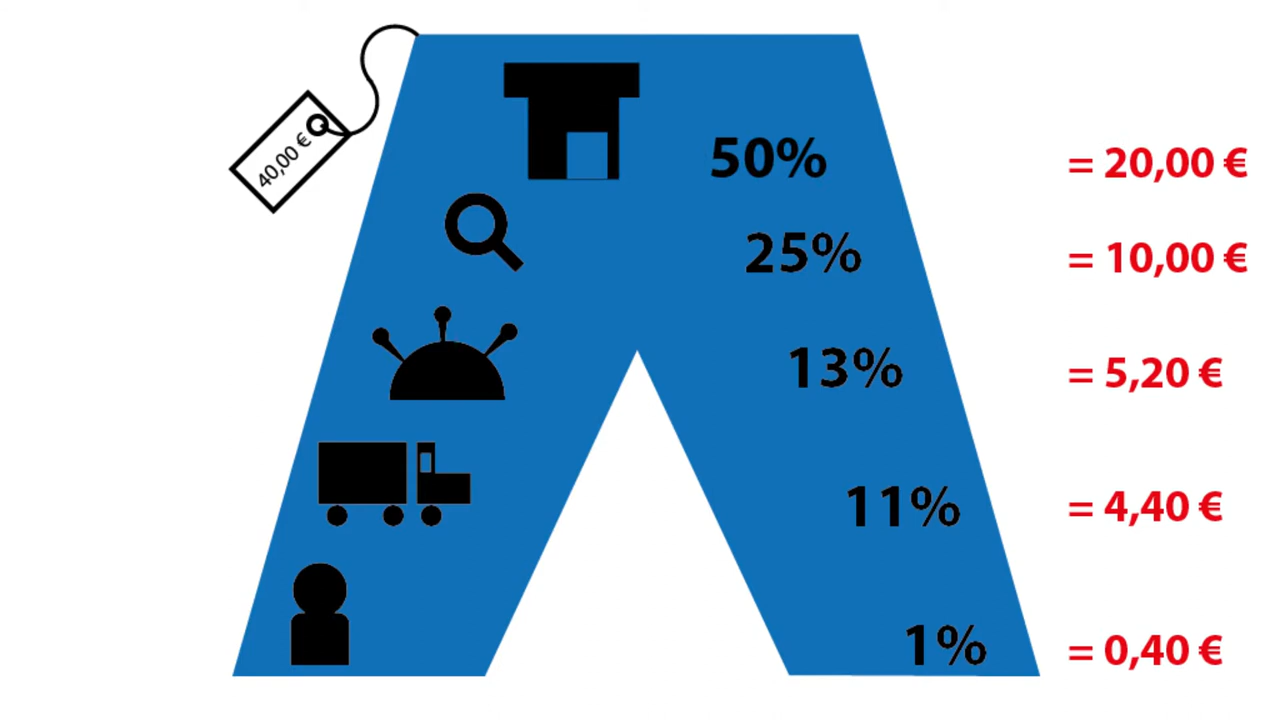 40,00 €
50% = 20,00 €
25% = 10,00 €
13% = 5,20 €
11% = 4,40 €
1% = 0,40 €